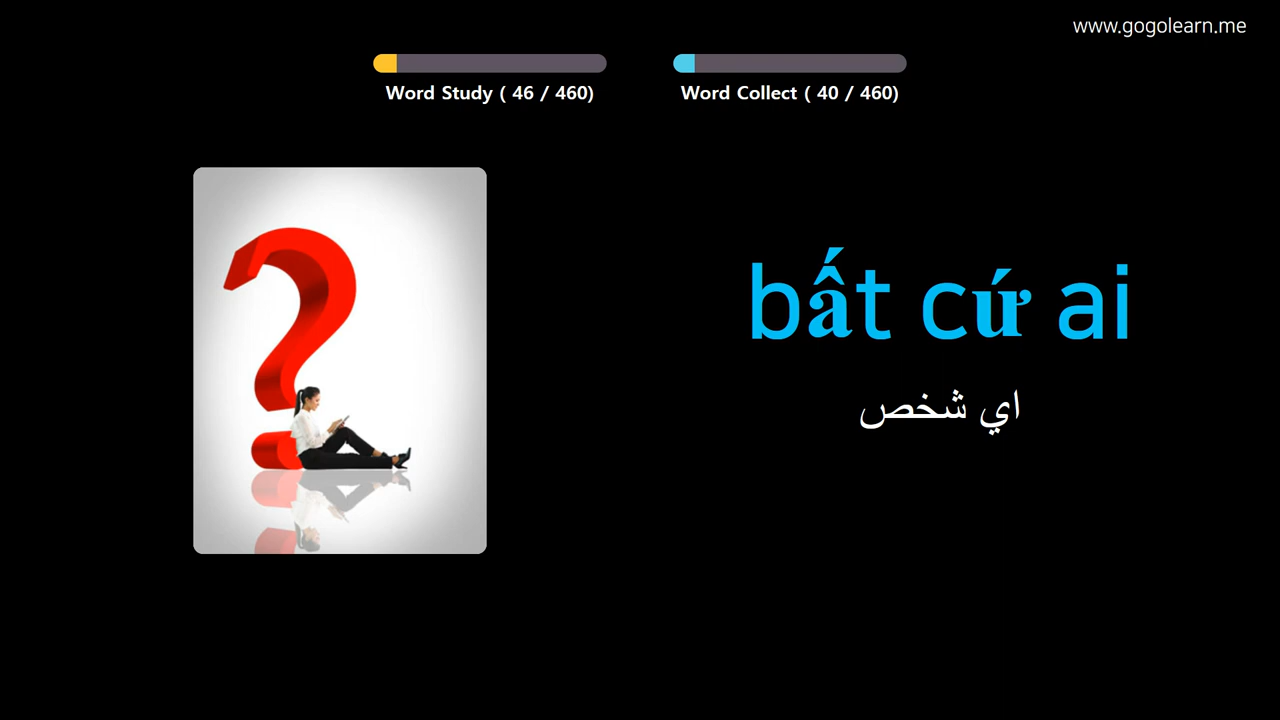 www.gogolearn.me
Word Study ( 46 / 460)
Word Collect ( 40 / 460)
bất cứ ai
اي شخص